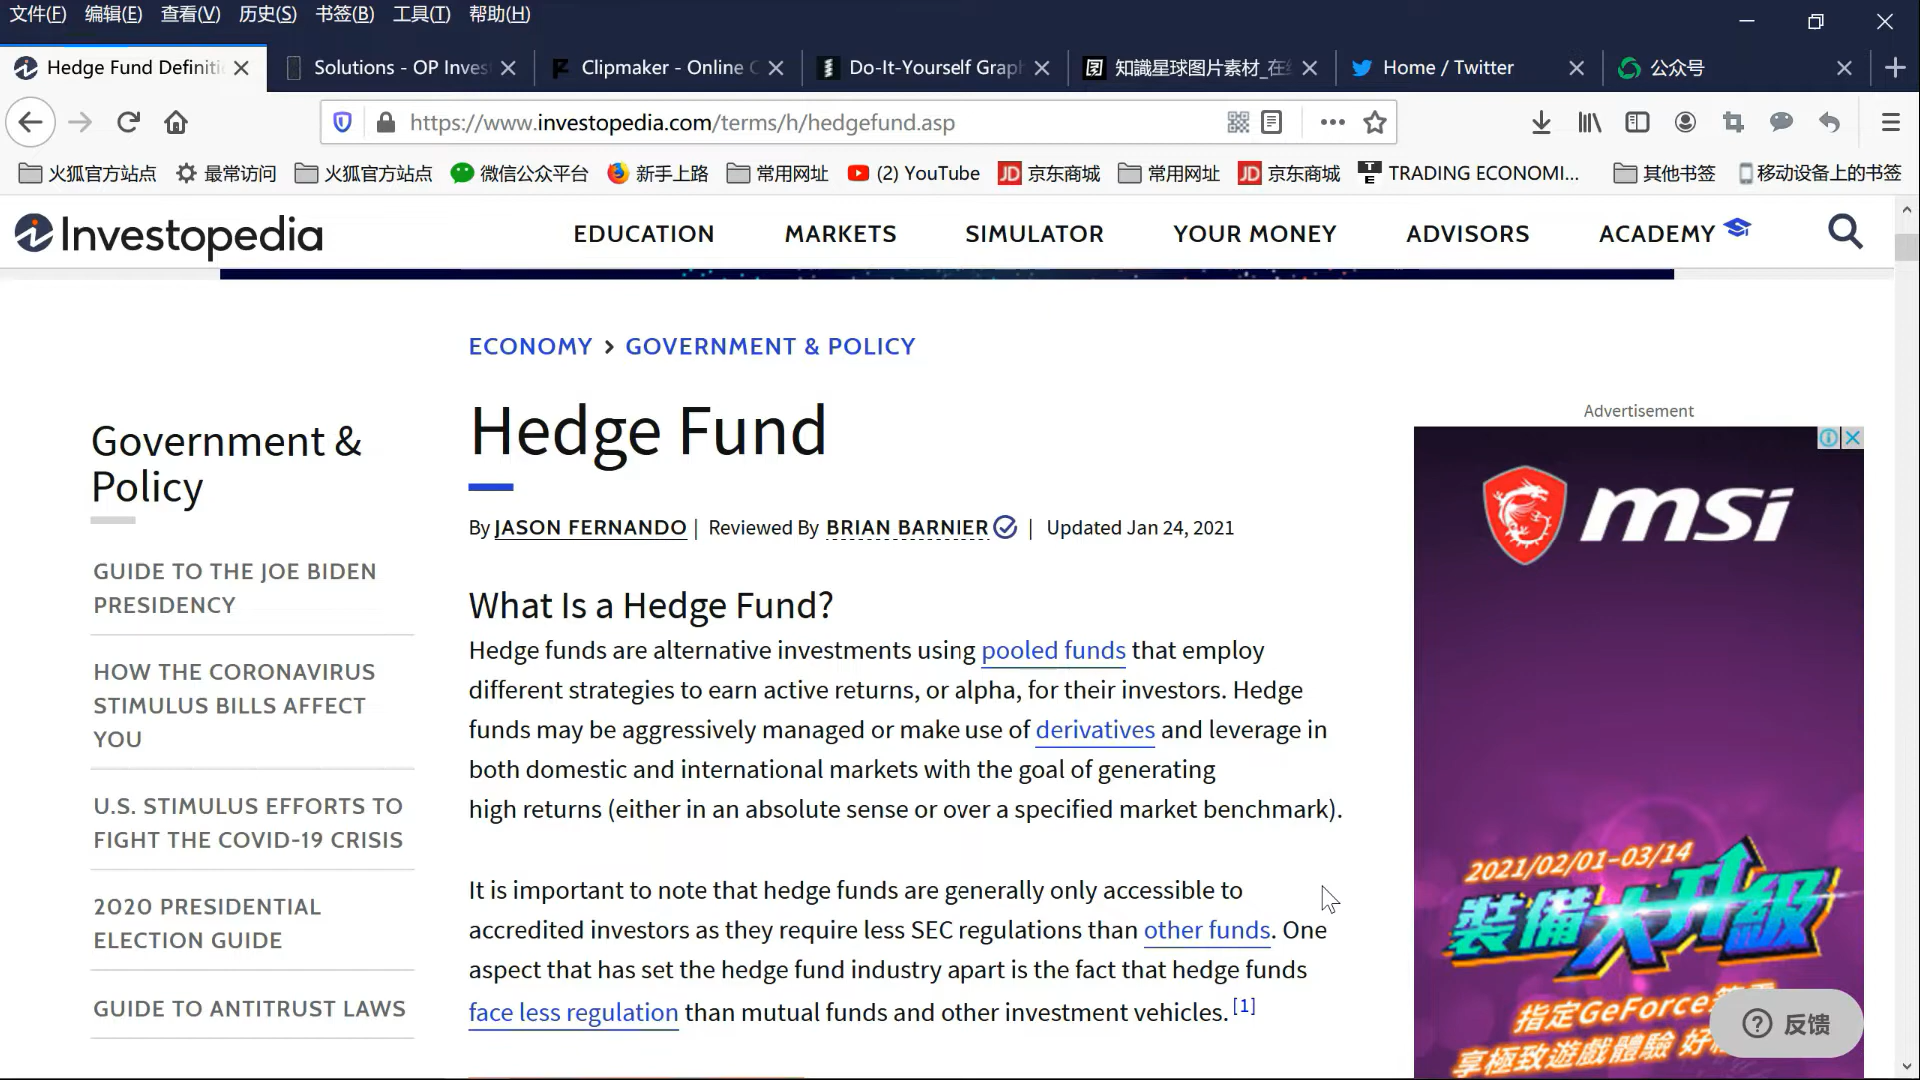 文件(F) 编辑(E) 查看(V) 历史(S) 书签(B) 工具(T) 帮助(H)
Hedge Fund Definiti Solutions - OP Inves Clipmaker - Online Do-It-Yourself Graph 知識星球图片素材_在 Home / Twitter 公众号
https://www.investopedia.com/terms/h/hedgefund.asp
火狐官方站点 最常访问 火狐官方站点 微信公众平台 新手上路 常用网址 (2) YouTube JD 京东商城 常用网址 JD 京东商城 TE TRADING ECONOMI... 其他书签 移动设备上的书签
Investopedia EDUCATION MARKETS SIMULATOR YOUR MONEY ADVISORS ACADEMY
ECONOMY > GOVERNMENT & POLICY
Government &
Policy
GUIDE TO THE JOE BIDEN
PRESIDENCY
HOW THE CORONAVIRUS
STIMULUS BILLS AFFECT
YOU
U.S. STIMULUS EFFORTS TO
FIGHT THE COVID-19 CRISIS
2020 PRESIDENTIAL
ELECTION GUIDE
GUIDE TO ANTITRUST LAWS
Hedge Fund
By JASON FERNANDO | Reviewed By BRIAN BARNIER | Updated Jan 24, 2021
What Is a Hedge Fund?
Hedge funds are alternative investments using pooled funds that employ
different strategies to earn active returns, or alpha, for their investors. Hedge
funds may be aggressively managed or make use of derivatives and leverage in
both domestic and international markets with the goal of generating
high returns (either in an absolute sense or over a specified market benchmark).
It is important to note that hedge funds are generally only accessible to
accredited investors as they require less SEC regulations than other funds. One
aspect that has set the hedge fund industry apart is the fact that hedge funds
face less regulation than mutual funds and other investment vehicles. [1]
Advertisement
msi
2021/02/01-03/14
裝備大升級
指定GeForce
享極致遊戲體驗 好
反馈